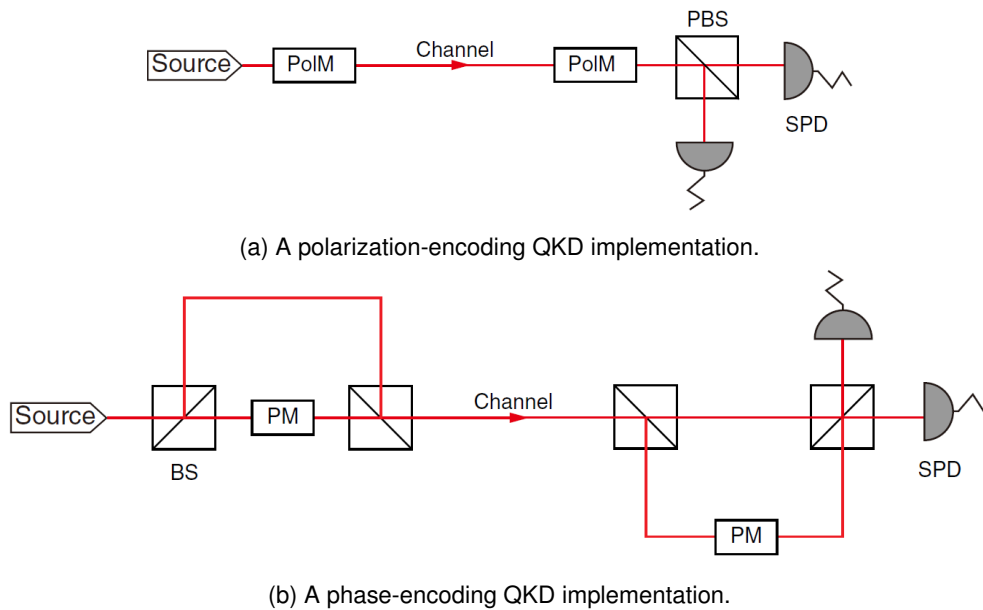 PBS
Source
PolM
Channel
PolM
SPD
(a) A polarization-encoding QKD implementation.
Source
PM
Channel
BS
SPD
PM
(b) A phase-encoding QKD implementation.